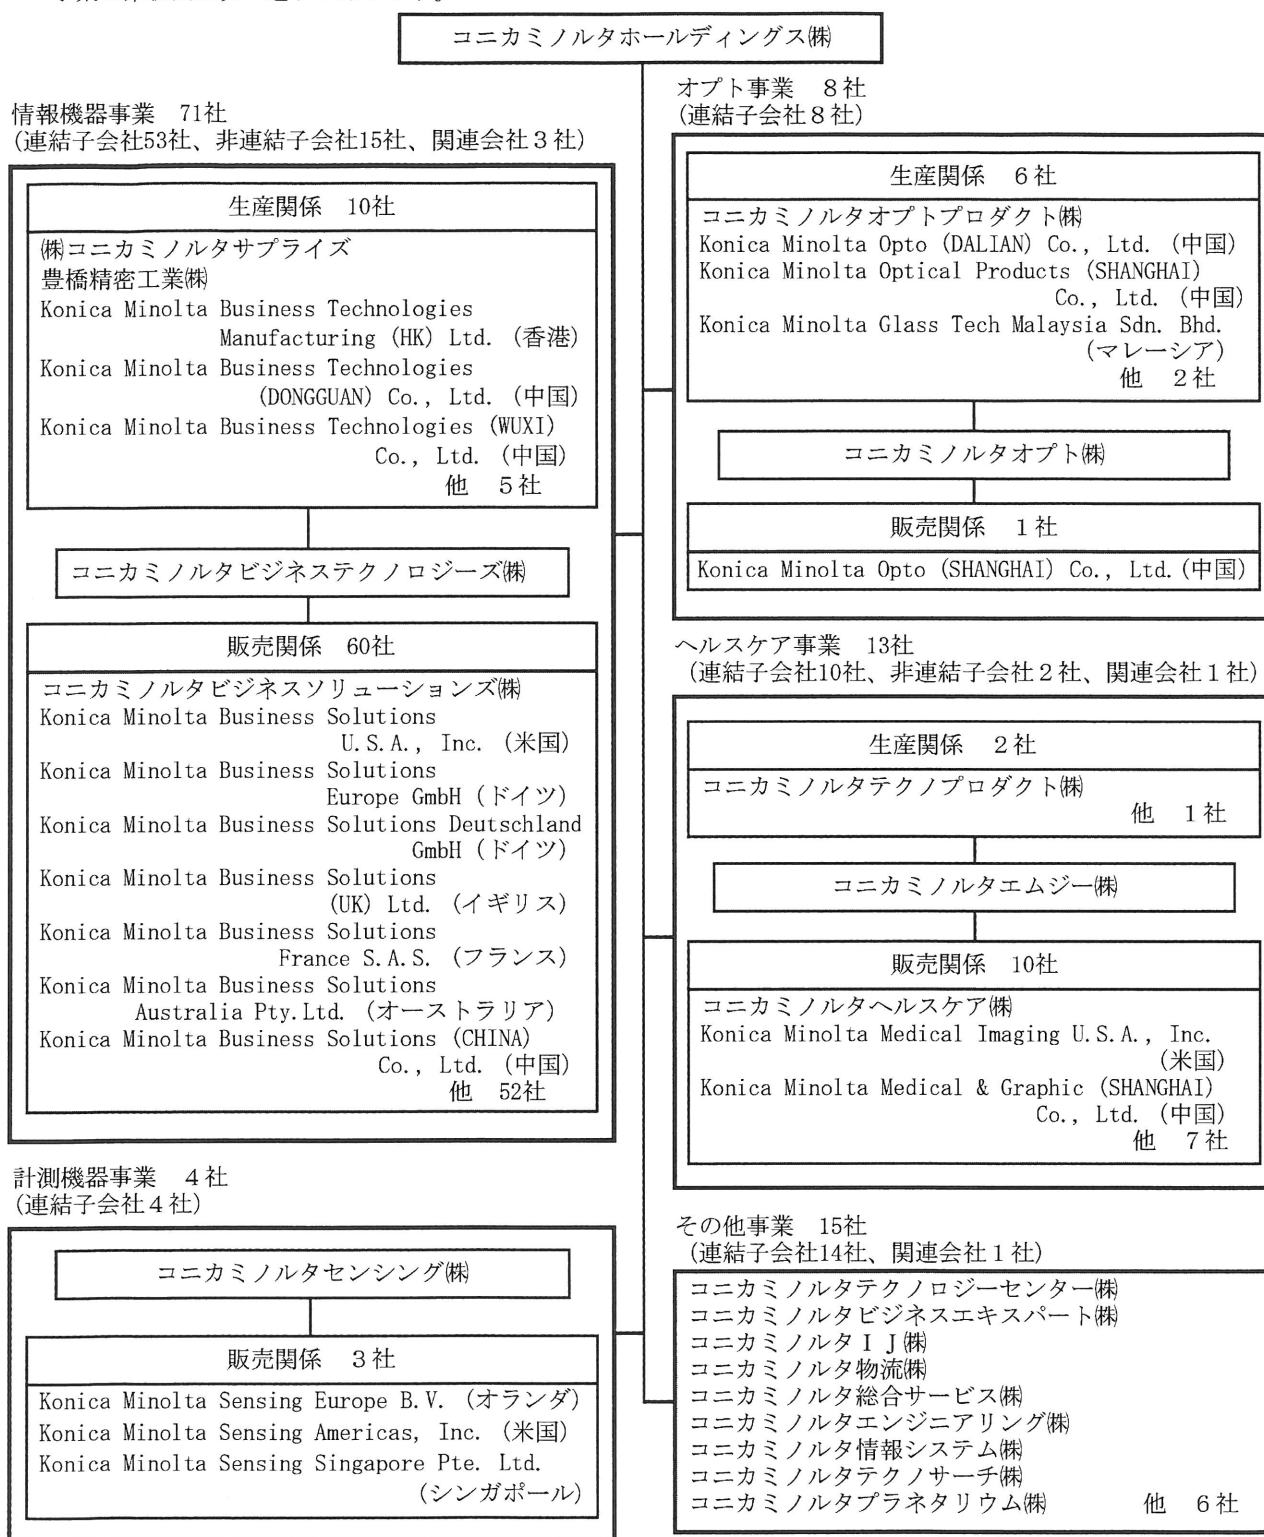 コニカミノルタホールディングス㈱
情報機器事業 71社
(連結子会社53社、非連結子会社15社、関連会社3社)
生産関係 10社
㈱コニカミノルタサプライズ
豊橋精密工業㈱
Konica Minolta Business Technologies
Manufacturing (HK) Ltd. (香港)
Konica Minolta Business Technologies
(DONGGUAN) Co., Ltd. (中国)
Konica Minolta Business Technologies (WUXI)
Co., Ltd. (中国)
他 5社
コニカミノルタビジネステクノロジーズ㈱
販売関係 60社
コニカミノルタビジネスソリューションズ㈱
Konica Minolta Business Solutions
U.S.A., Inc. (米国)
Konica Minolta Business Solutions
Europe GmbH (ドイツ)
Konica Minolta Business Solutions Deutschland
GmbH (ドイツ)
Konica Minolta Business Solutions
(UK) Ltd. (イギリス)
Konica Minolta Business Solutions
France S.A.S. (フランス)
Konica Minolta Business Solutions
Australia Pty.Ltd. (オーストラリア)
Konica Minolta Business Solutions (CHINA)
Co., Ltd. (中国)
他 52社
計測機器事業 4社
(連結子会社4社)
コニカミノルタセンシング㈱
販売関係 3社
Konica Minolta Sensing Europe B.V. (オランダ)
Konica Minolta Sensing Americas, Inc. (米国)
Konica Minolta Sensing Singapore Pte. Ltd.
(シンガポール)
オプト事業 8社
(連結子会社8社)
生産関係 6社
コニカミノルタオプトプロダクト㈱
Konica Minolta Opto (DALIAN) Co., Ltd. (中国)
Konica Minolta Optical Products (SHANGHAI)
Co., Ltd. (中国)
Konica Minolta Glass Tech Malaysia Sdn. Bhd.
(マレーシア)
他 2社
コニカミノルタオプト㈱
販売関係 1社
Konica Minolta Opto (SHANGHAI) Co., Ltd.(中国)
ヘルスケア事業 13社
(連結子会社10社、非連結子会社2社、関連会社1社)
生産関係 2社
コニカミノルタテクノプロダクト㈱
他 1社
コニカミノルタエムジー㈱
販売関係 10社
コニカミノルタヘルスケア㈱
Konica Minolta Medical Imaging U.S.A., Inc.
(米国)
Konica Minolta Medical & Graphic (SHANGHAI)
Co., Ltd. (中国)
他 7社
その他事業 15社
(連結子会社14社、関連会社1社)
コニカミノルタテクノロジーセンター㈱
コニカミノルタビジネスエキスパート㈱
コニカミノルタIJ㈱
コニカミノルタ物流㈱
コニカミノルタ総合サービス㈱
コニカミノルタエンジニアリング㈱
コニカミノルタ情報システム㈱
コニカミノルタテクノサーチ㈱
コニカミノルタプラネタリウム㈱ 他 6社